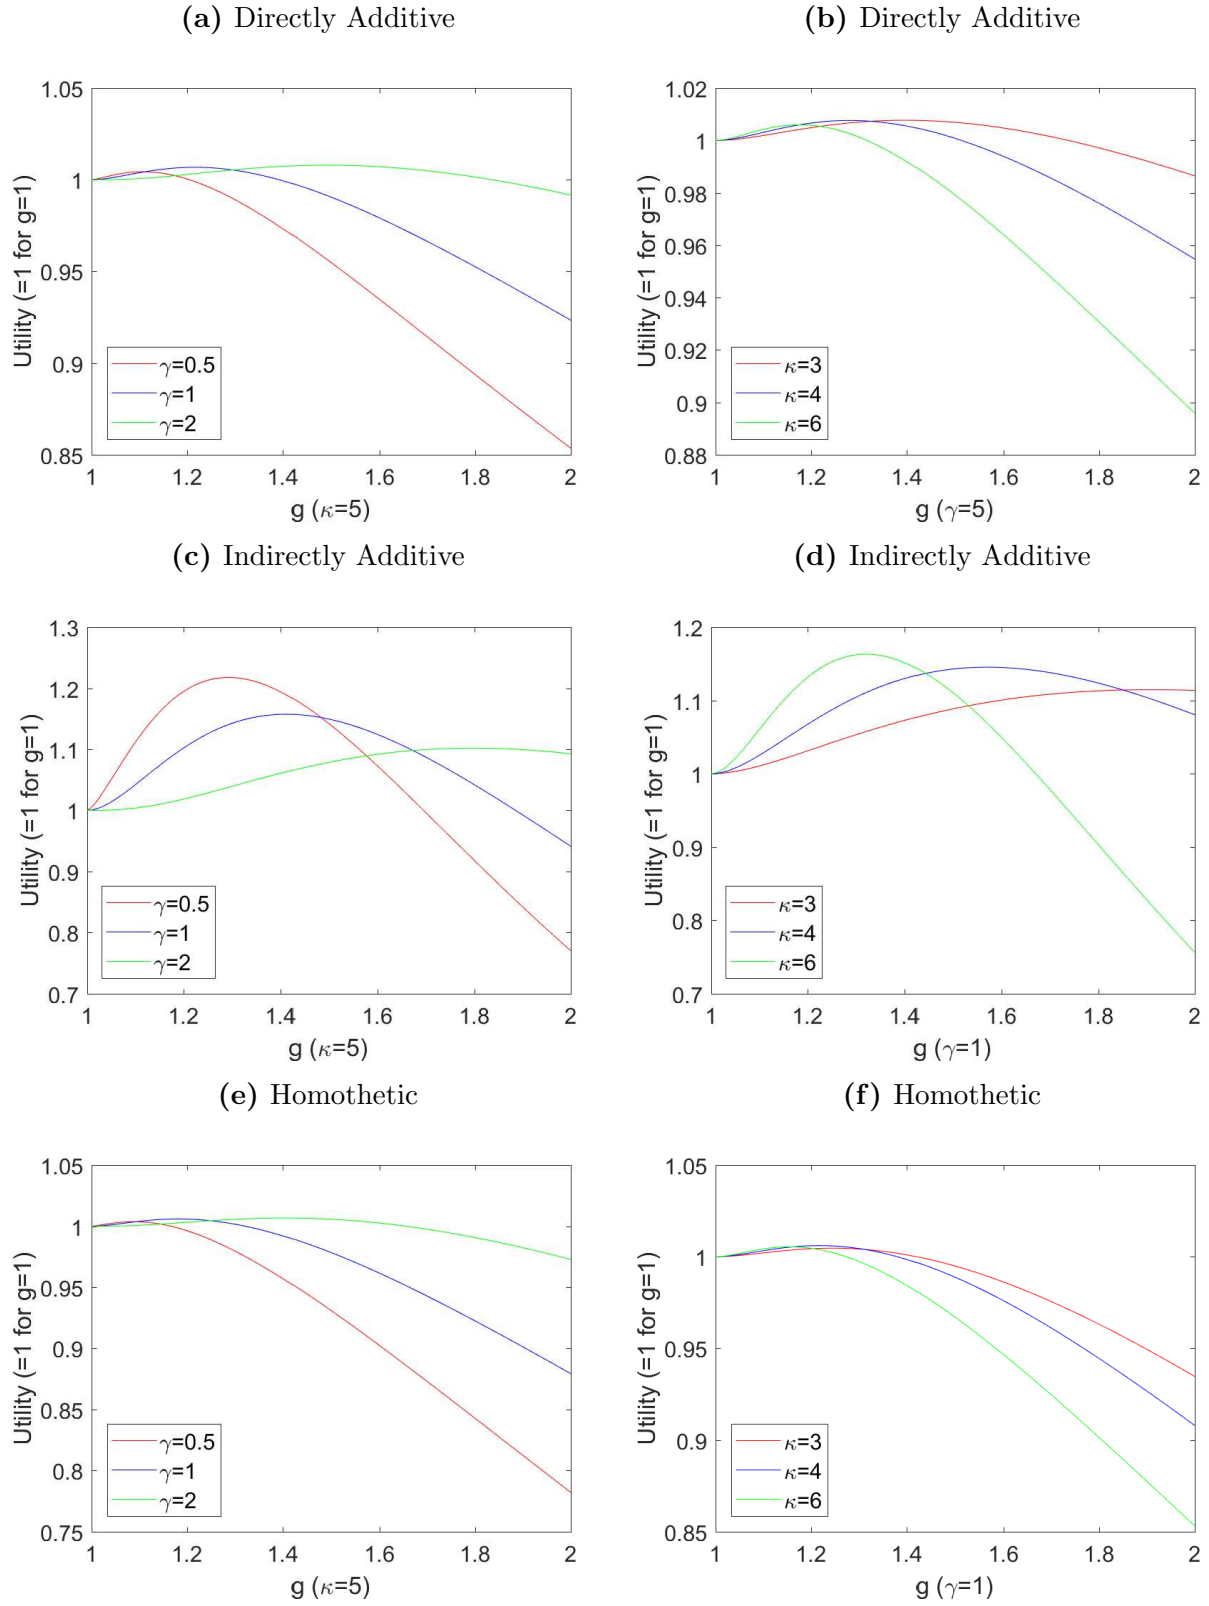 (a) Directly Additive
1.05
1
0.95
0.9
0.85
Utility (=1 for g=1)
γ=0.5
γ=1
γ=2
1 1.2 1.4 1.6 1.8 2
g (κ=5)
(b) Directly Additive
1.02
1
0.98
0.96
0.94
0.92
0.9
0.88
Utility (=1 for g=1)
κ=3
κ=4
κ=6
1 1.2 1.4 1.6 1.8 2
g (γ=5)
(c) Indirectly Additive
1.3
1.2
1.1
1
0.9
0.8
0.7
Utility (=1 for g=1)
γ=0.5
γ=1
γ=2
1 1.2 1.4 1.6 1.8 2
g (κ=5)
(d) Indirectly Additive
1.2
1.1
1
0.9
0.8
0.7
Utility (=1 for g=1)
κ=3
κ=4
κ=6
1 1.2 1.4 1.6 1.8 2
g (γ=1)
(e) Homothetic
1.05
1
0.95
0.9
0.85
0.8
0.75
Utility (=1 for g=1)
γ=0.5
γ=1
γ=2
1 1.2 1.4 1.6 1.8 2
g (κ=5)
(f) Homothetic
1.05
1
0.95
0.9
0.85
Utility (=1 for g=1)
κ=3
κ=4
κ=6
1 1.2 1.4 1.6 1.8 2
g (γ=1)